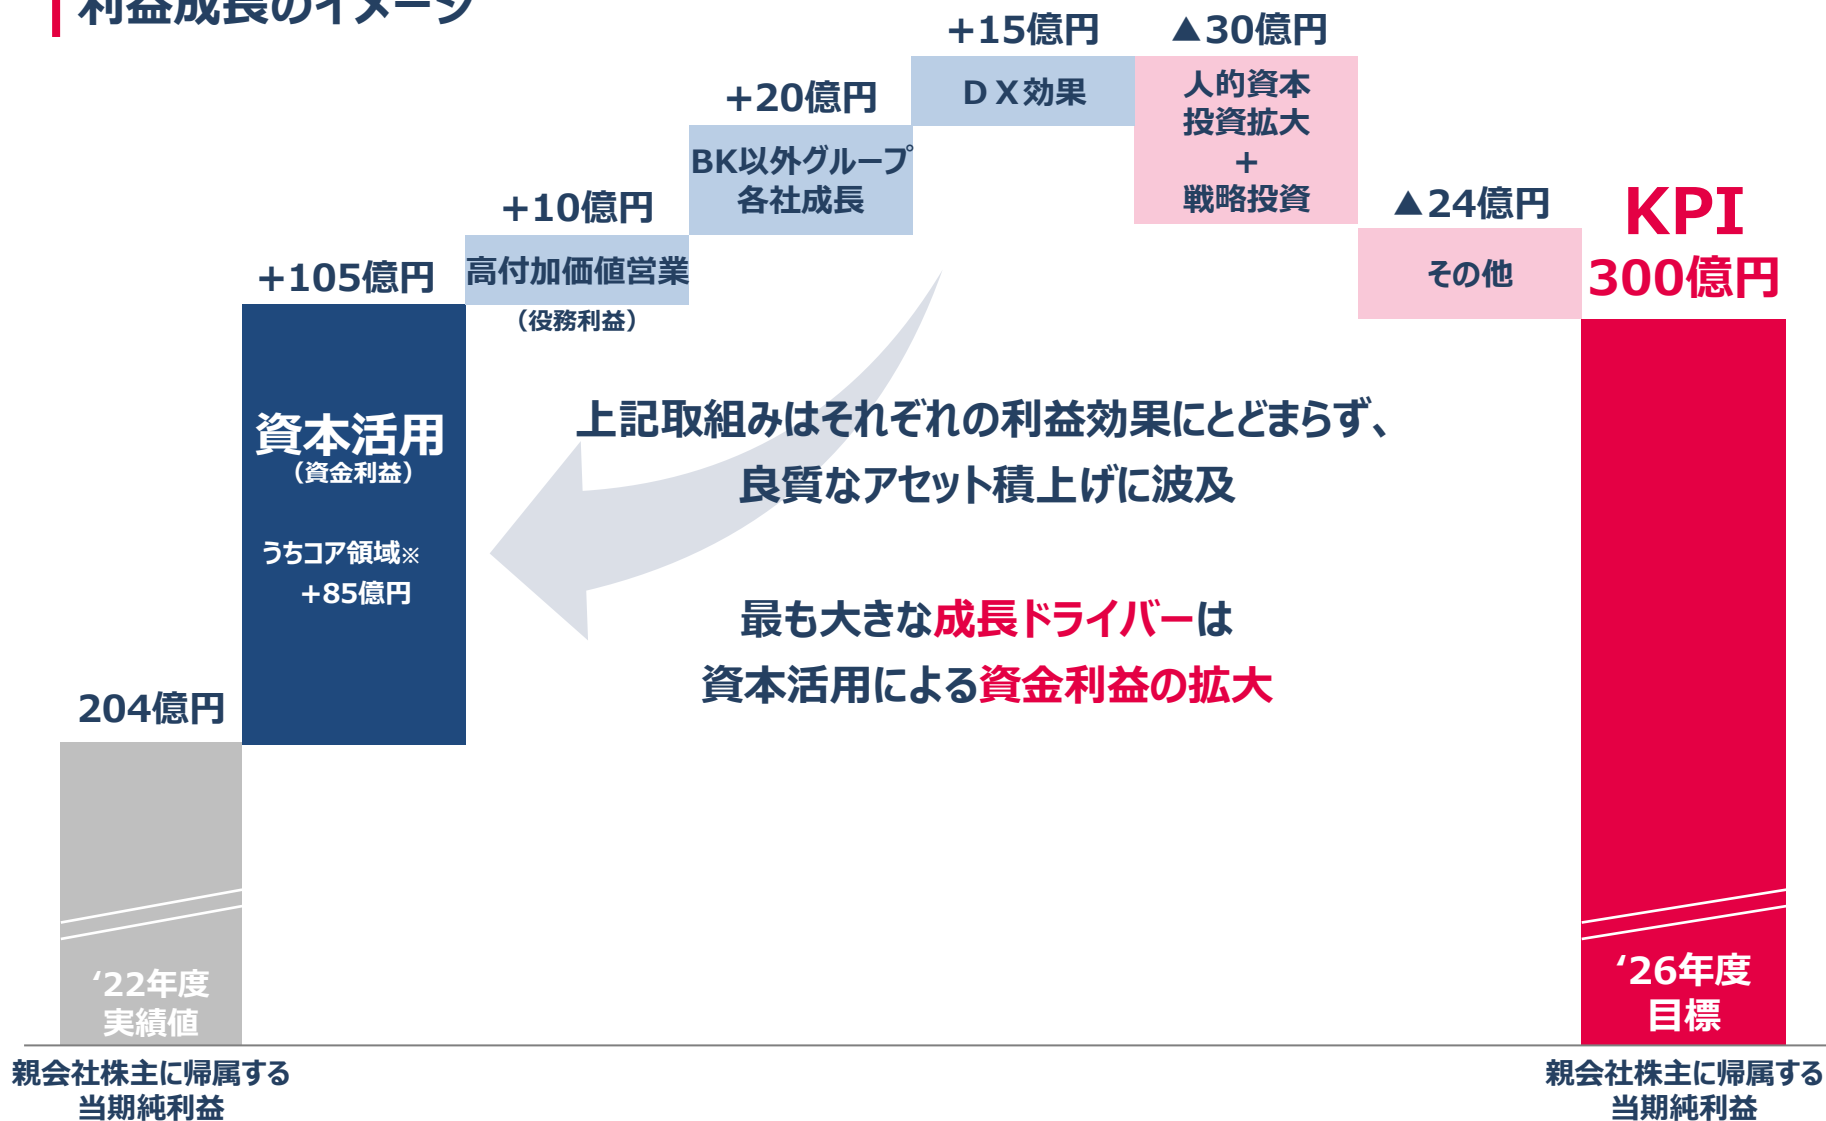 利益成長のイメージ
+15億円
▲30億円
+20億円
DX効果
人的資本
投資拡大
+
戦略投資
BK以外グループ
各社成長
+10億円
▲24億円
KPI
300億円
+105億円
高付加価値営業
（役務利益）
その他
資本活用
（資金利益）
うちコア領域※
+85億円
上記取組みはそれぞれの利益効果にとどまらず、
良質なアセット積上げに波及
最も大きな成長ドライバーは
資本活用による資金利益の拡大
204億円
‘22年度
実績値
‘26年度
目標
親会社株主に帰属する
当期純利益
親会社株主に帰属する
当期純利益